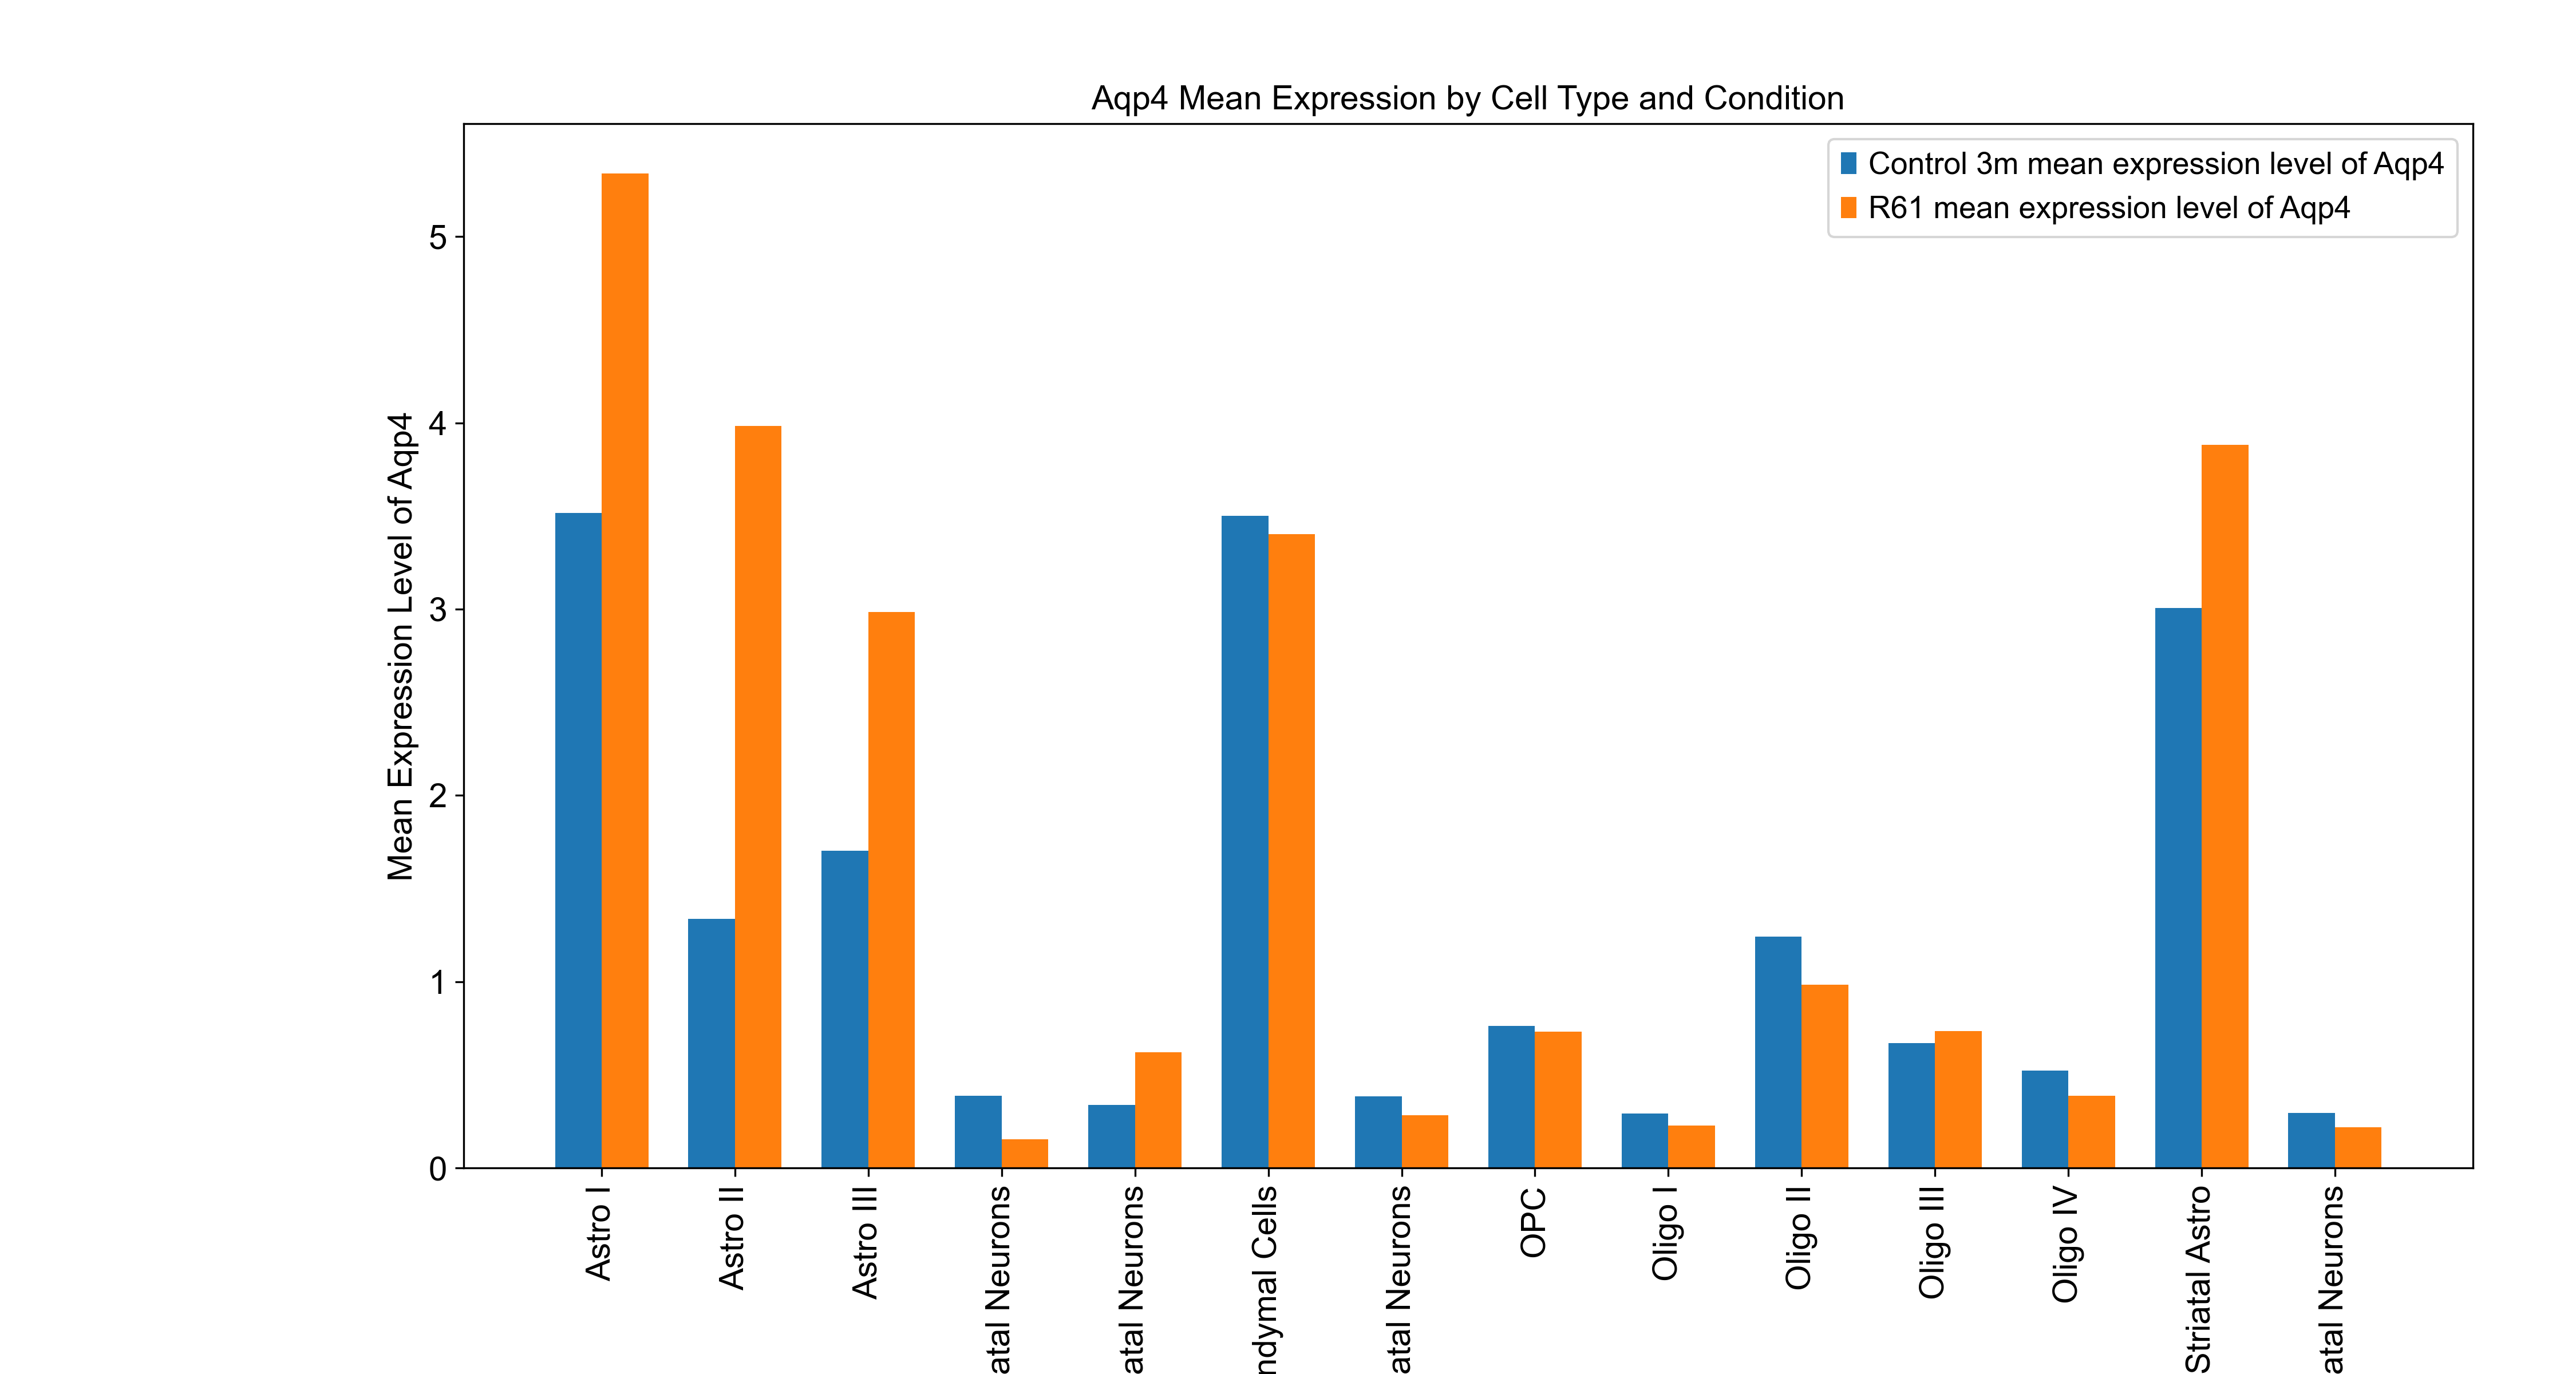 Aqp4 Mean Expression by Cell Type and Condition
Control 3m mean expression level of Aqp4
R61 mean expression level of Aqp4
Mean Expression Level of Aqp4
5
4
3
2
1
0
Astro I
Astro II
Astro III
atal Neurons
atal Neurons
ndymal Cells
atal Neurons
OPC
Oligo I
Oligo II
Oligo III
Oligo IV
Striatal Astro
atal Neurons